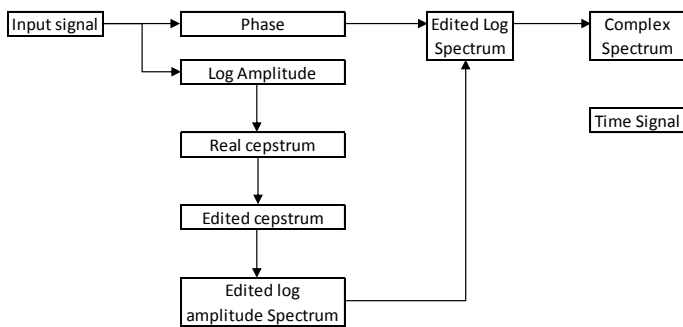 Input signal
Phase
Edited Log
Spectrum
Complex
Spectrum
Log Amplitude
Time Signal
Real cepstrum
Edited cepstrum
Edited log
amplitude Spectrum